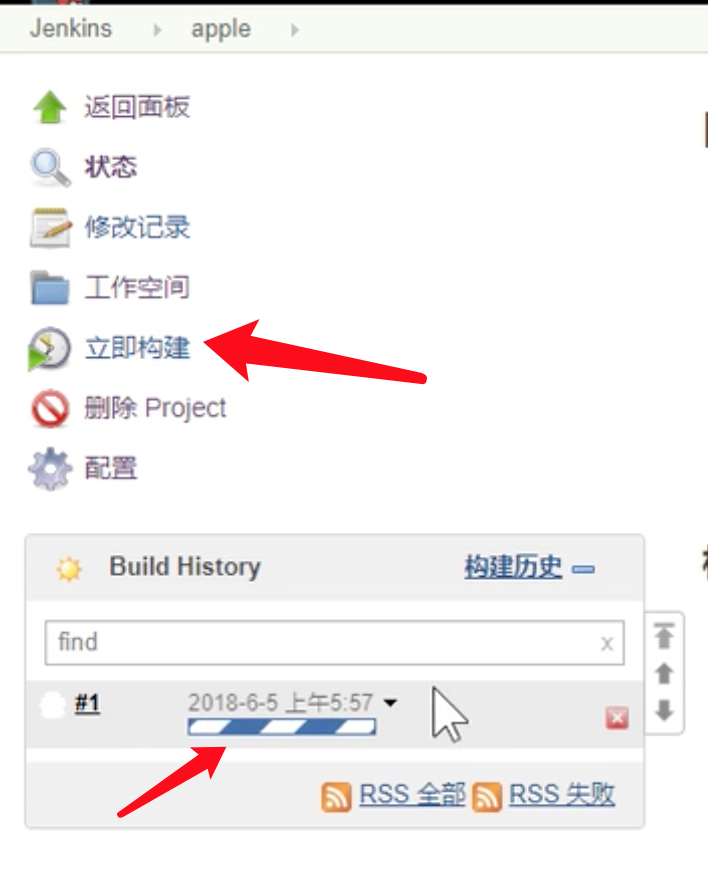 Jenkins apple
返回面板
状态
修改记录
工作空间
立即构建
删除 Project
配置
Build History 构建历史
find x
#1 2018-6-5 上午5:57
RSS 全部 RSS 失败